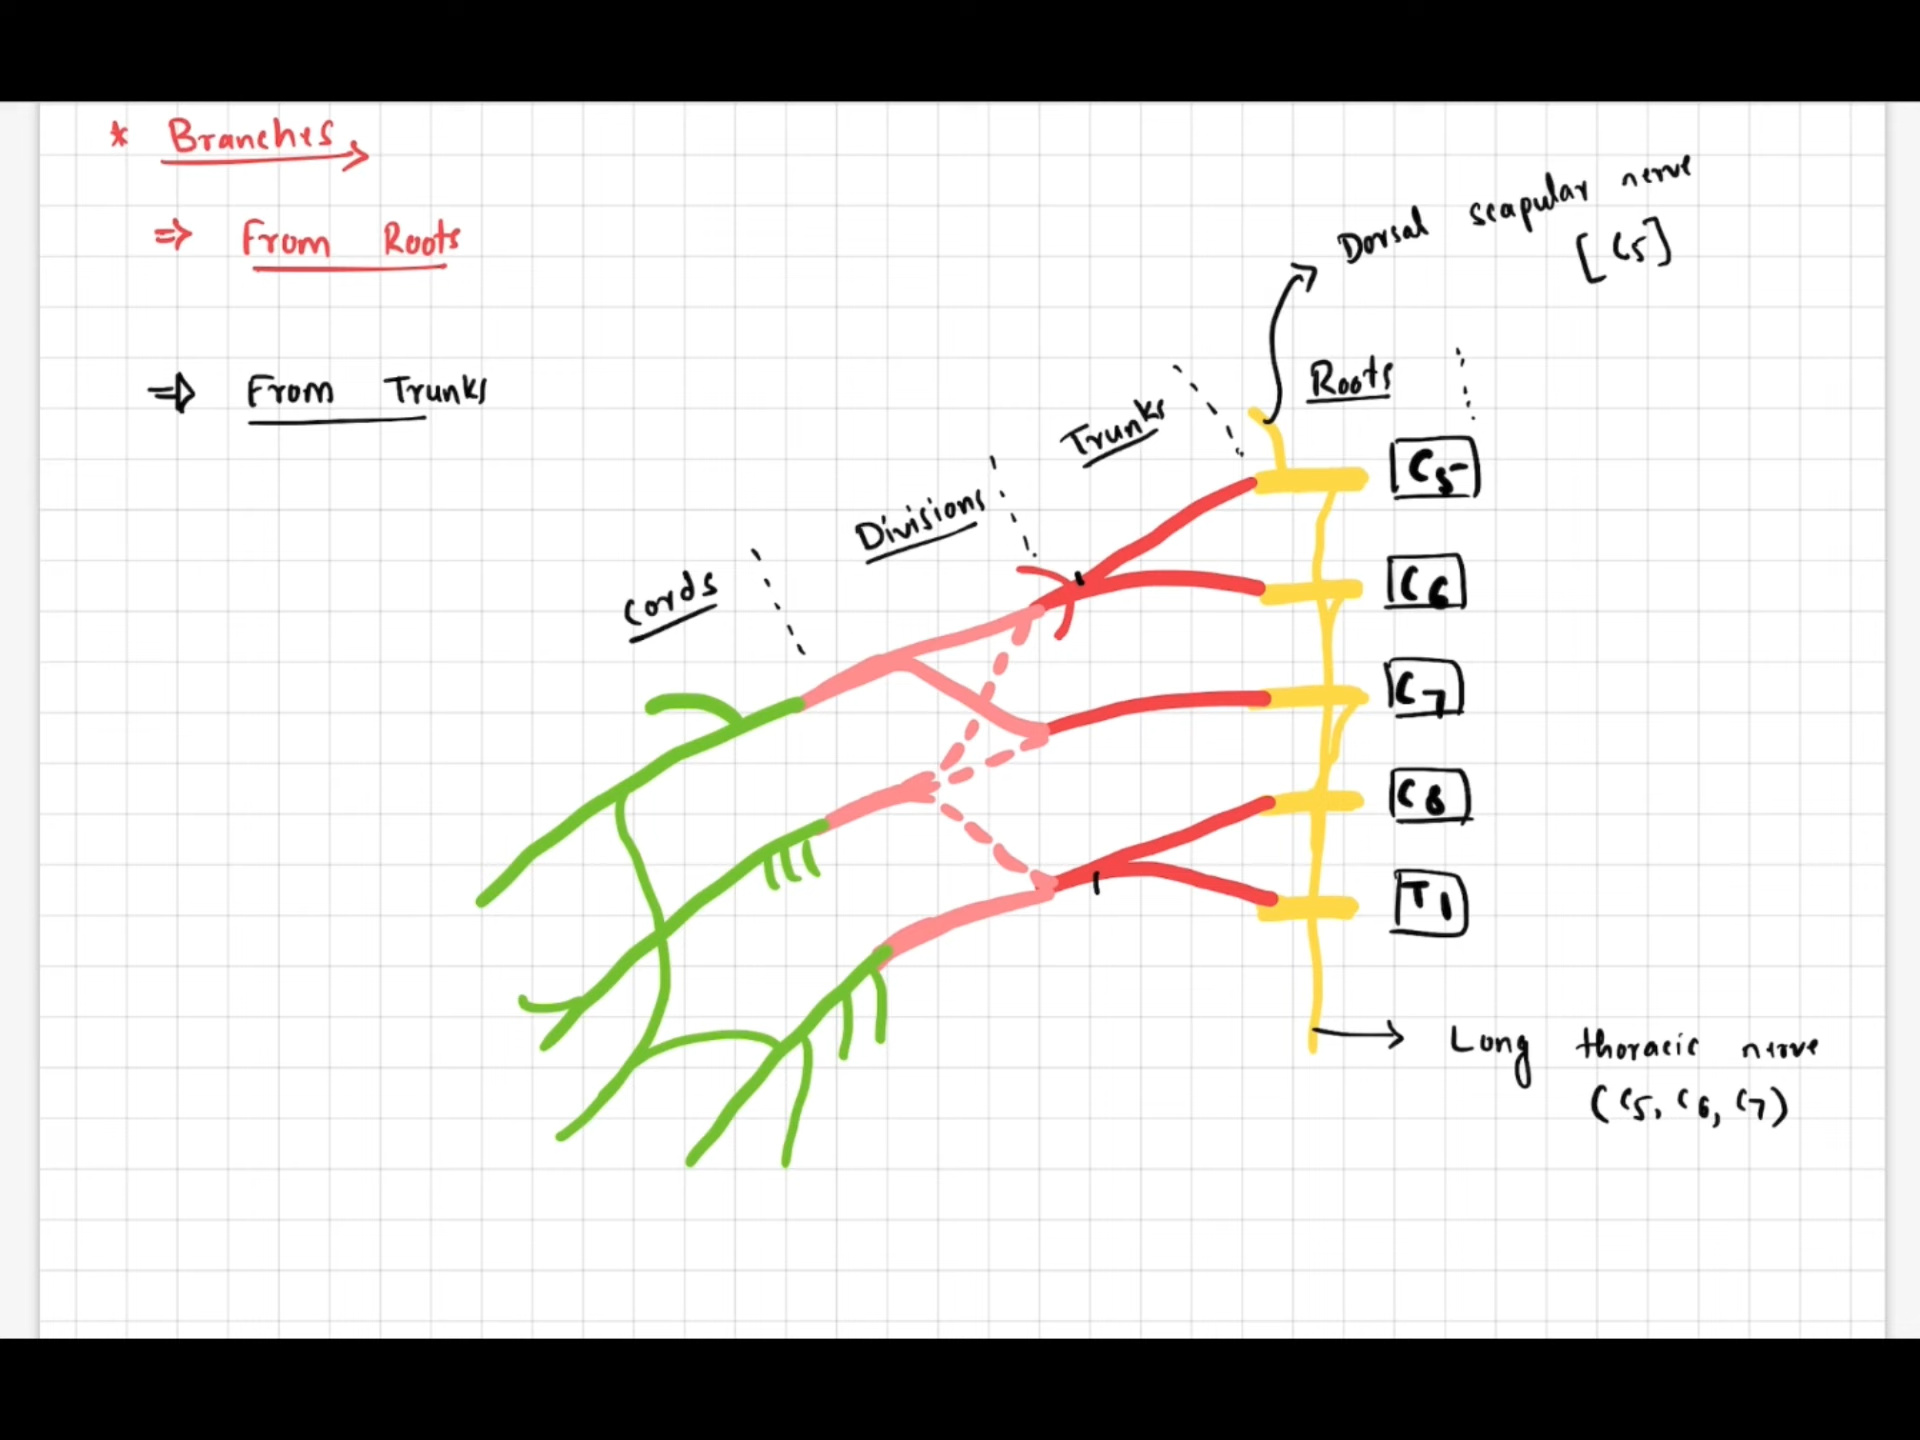 * Branches
=> From Roots
=> From Trunks
Dorsal scapular nerve
[C5]
Roots
Trunks
Divisions
Cords
C5
C6
C7
C8
T1
Long thoracic nerve
(C5, C6, C7)